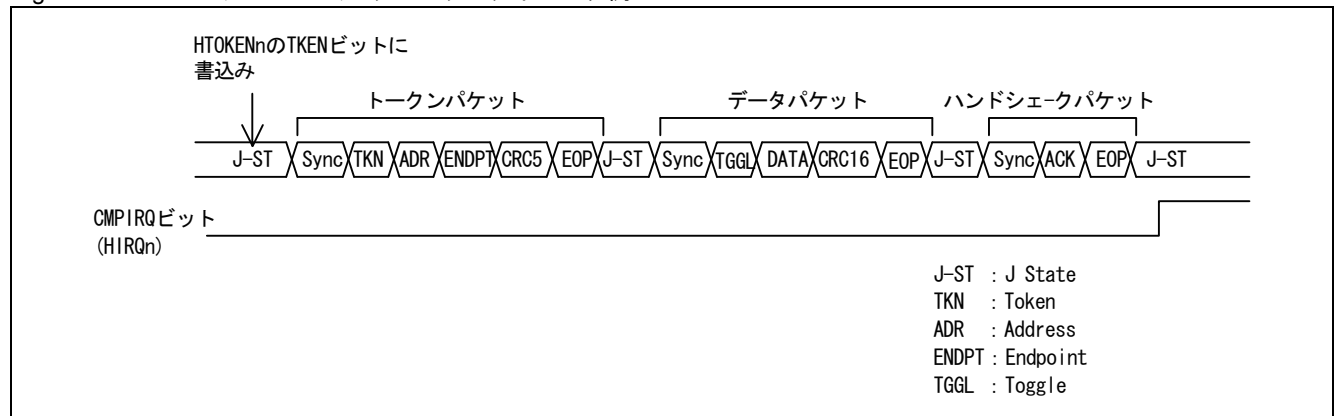 HTOKENnのTKENビットに
書込み
トークンパケット データパケット ハンドシェークパケット
J-ST Sync TKN ADR ENDPT CRC5 EOP J-ST Sync TGGL DATA CRC16 EOP J-ST Sync ACK EOP J-ST
CMPIRQビット
(HIRQn)
J-ST : J State
TKN : Token
ADR : Address
ENDPT : Endpoint
TGGL : Toggle